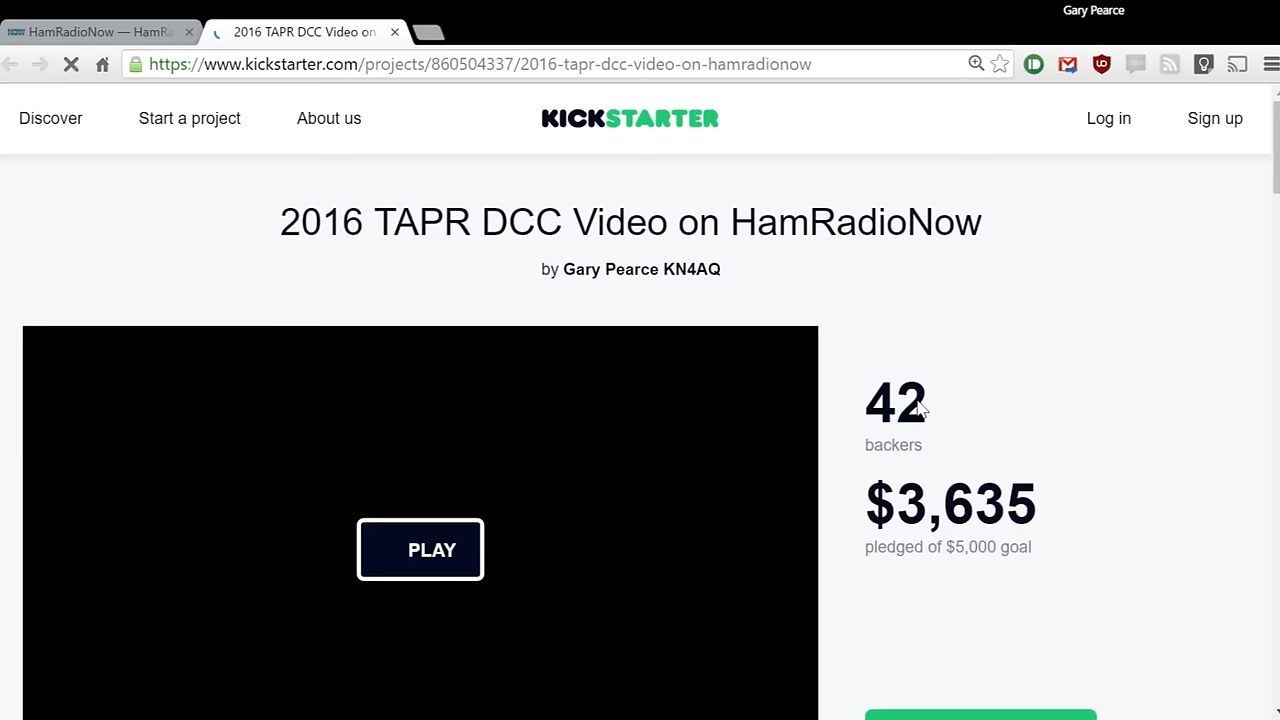 Gary Pearce
NOW HamRadioNow — HamRa
2016 TAPR DCC Video on
https://www.kickstarter.com/projects/860504337/2016-tapr-dcc-video-on-hamradionow
Discover
Start a project
About us
KICKSTARTER
Log in
Sign up
2016 TAPR DCC Video on HamRadioNow
by Gary Pearce KN4AQ
42
backers
$3,635
pledged of $5,000 goal
PLAY